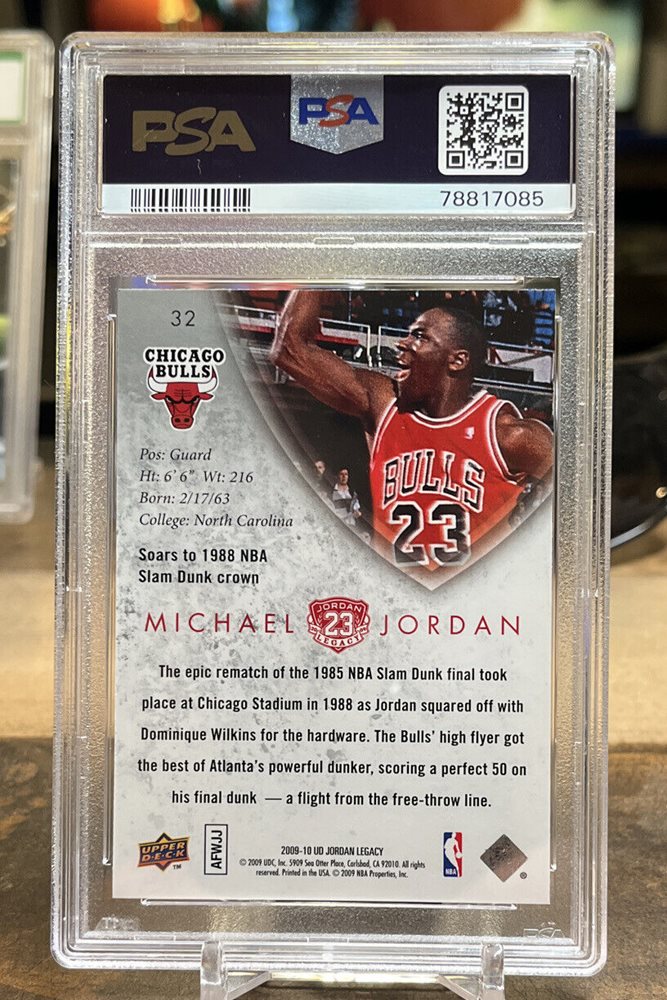 PSA
PSA
78817085
32
CHICAGO
BULLS
Pos: Guard
Ht: 6' 6" Wt: 216
Born: 2/17/63
College: North Carolina
BULLS
23
Soars to 1988 NBA
Slam Dunk crown
MICHAEL JORDAN
JORDAN
23
LEGACY
The epic rematch of the 1985 NBA Slam Dunk final took
place at Chicago Stadium in 1988 as Jordan squared off with
Dominique Wilkins for the hardware. The Bulls' high flyer got
the best of Atlanta's powerful dunker, scoring a perfect 50 on
his final dunk — a flight from the free-throw line.
UPPER
DECK
TM
AFWJJ
2009-10 UD JORDAN LEGACY
© 2009 UDC, Inc. 5909 Sea Otter Place, Carlsbad, CA 92010. All rights
reserved. Printed in the USA. © 2009 NBA Properties, Inc.
NBA
®
PSA